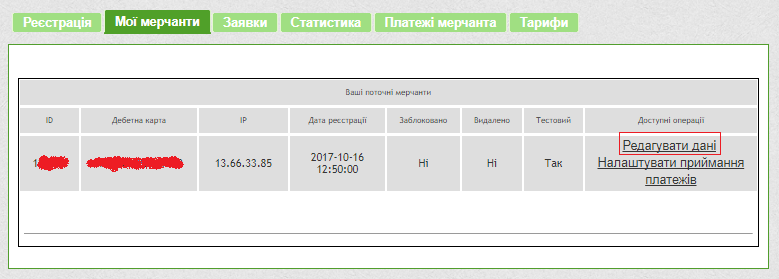 Реєстрація Мої мерчанти Заявки Статистика Платежі мерчанта Тарифи
Ваші поточні мерчанти
ID Дебетна карта IP Дата реєстрації Заблоковано Видалено Тестовий Доступні операції
1 13.66.33.85 2017-10-16 12:50:00 Ні Ні Так Редагувати дані
Налаштувати приймання
платежів